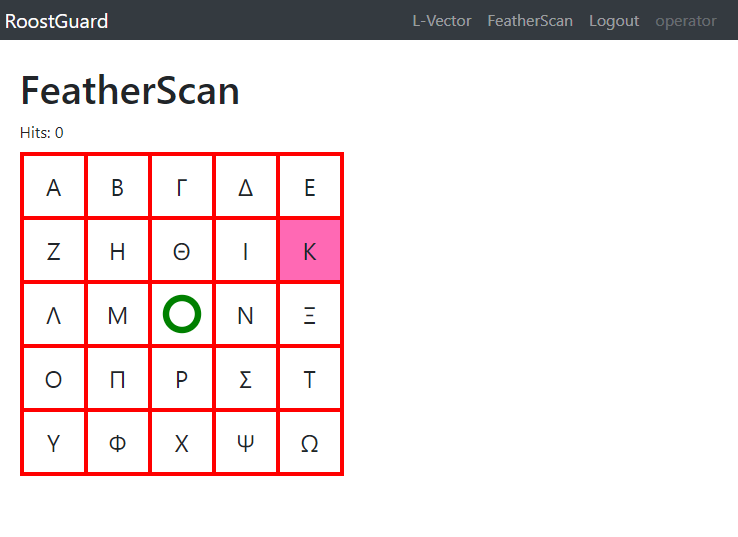 RoostGuard L-Vector FeatherScan Logout operator
FeatherScan
Hits: 0
Α Β Γ Δ Ε
Ζ Η Θ Ι Κ
Λ Μ Ν Ξ
Ο Π Ρ Σ Τ
Υ Φ Χ Ψ Ω